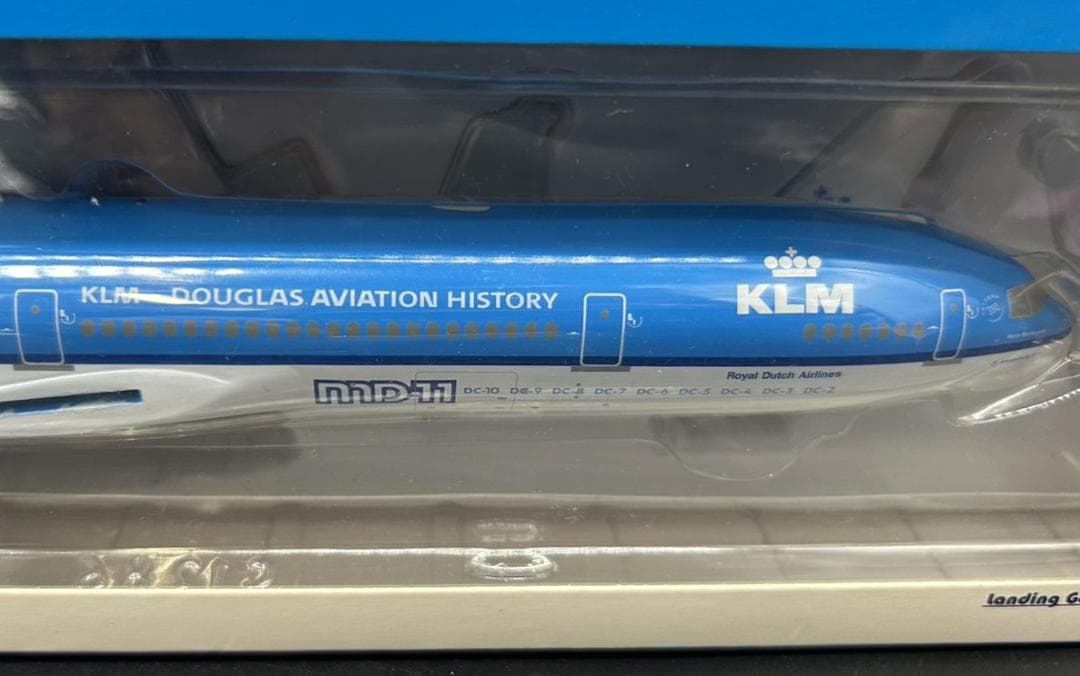 KLM - DOUGLAS AVIATION HISTORY
KLM
Royal Dutch Airlines
MD-11 DC-10 DC-9 DC-8 DC-7 DC-6 DC-5 DC-4 DC-3 DC-2
Landing G